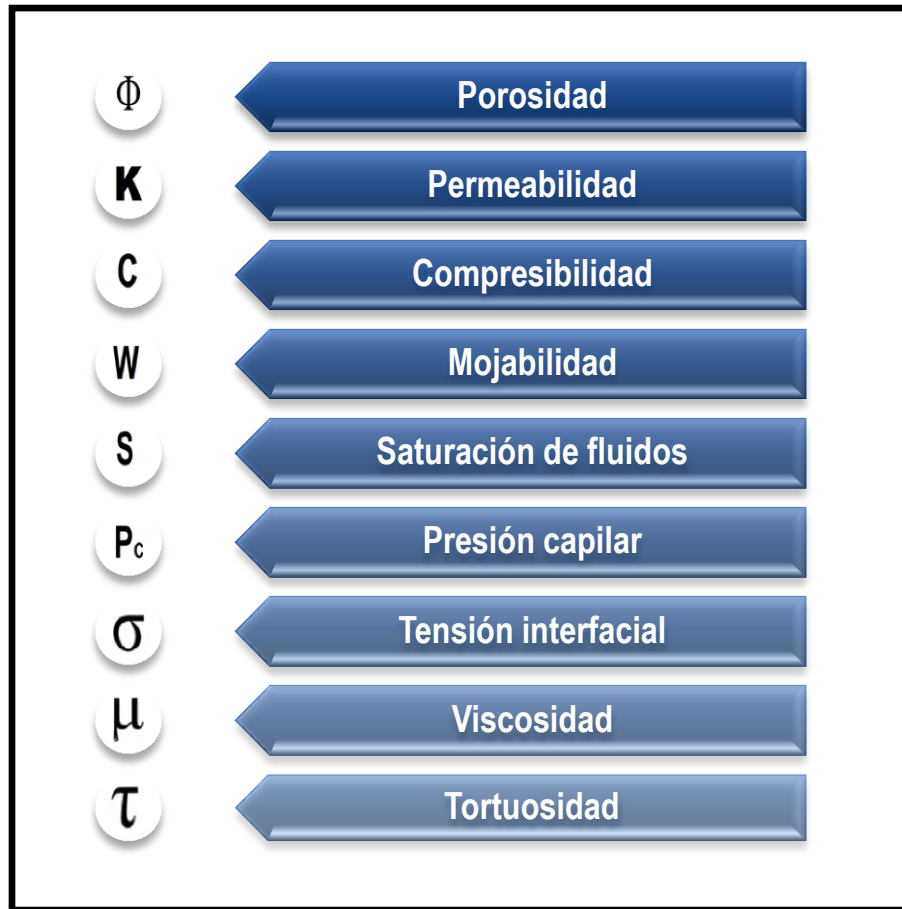 Φ Porosidad
K Permeabilidad
C Compresibilidad
W Mojabilidad
S Saturación de fluidos
Pc Presión capilar
σ Tensión interfacial
μ Viscosidad
τ Tortuosidad